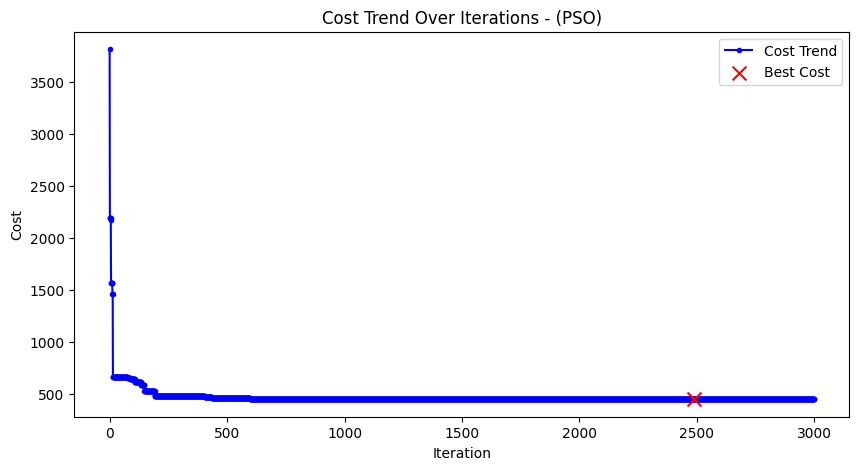 Cost Trend Over Iterations - (PSO)
Cost Trend
Best Cost
3500
3000
2500
2000
1500
1000
500
Cost
0
500
1000
1500
2000
2500
3000
Iteration